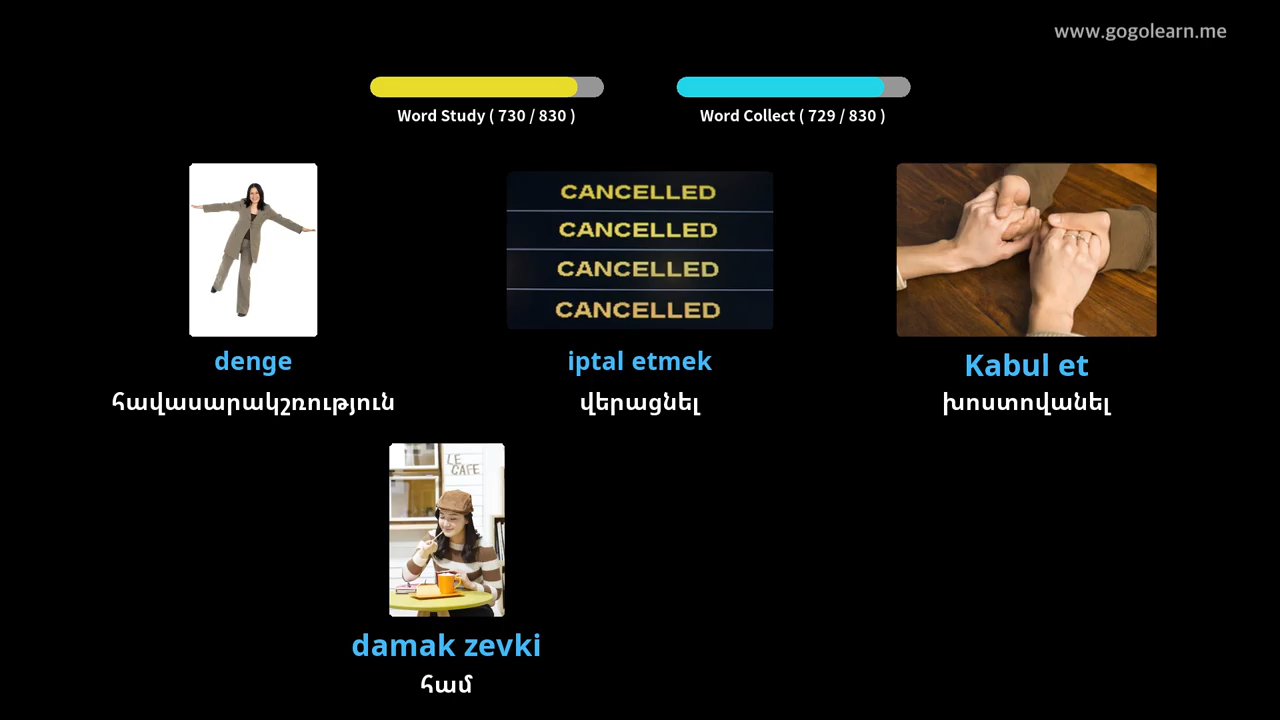 www.gogolearn.me
Word Study ( 730 / 830 )
Word Collect ( 729 / 830 )
CANCELLED
CANCELLED
CANCELLED
CANCELLED
denge
հավասարակշռություն
iptal etmek
վերացնել
Kabul et
խոստովանել
LE
CAFE
damak zevki
համ